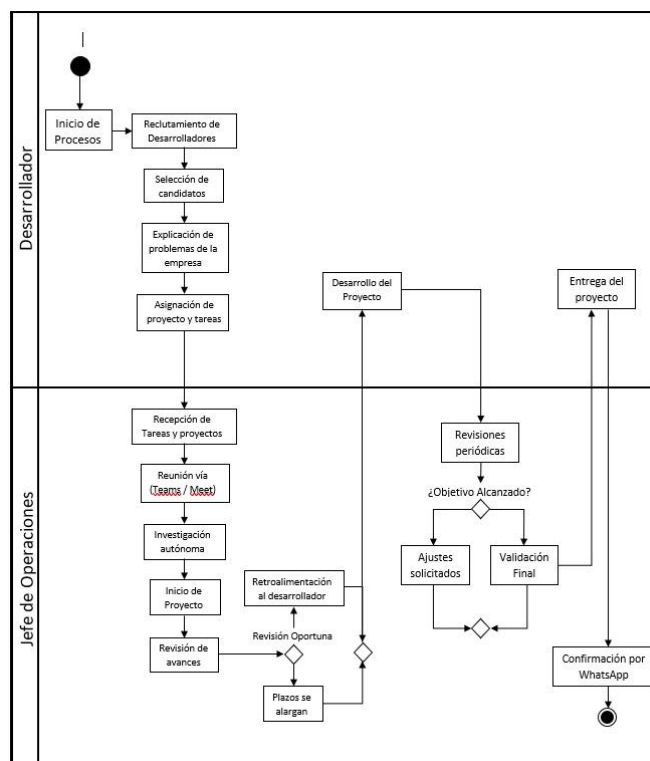 Desarrollador
Inicio de
Procesos
Reclutamiento de
Desarrolladores
Selección de
candidatos
Explicación de
problemas de la
empresa
Asignación de
proyecto y tareas
Desarrollo del
Proyecto
Entrega del
proyecto
Jefe de Operaciones
Recepción de
Tareas y proyectos
Reunión vía
(Teams / Meet)
Investigación
autónoma
Inicio de
Proyecto
Revisión de
avances
Retroalimentación
al desarrollador
Revisión Oportuna
Plazos se
alargan
Revisiones
periódicas
¿Objetivo Alcanzado?
Ajustes
solicitados
Validación
Final
Confirmación por
WhatsApp